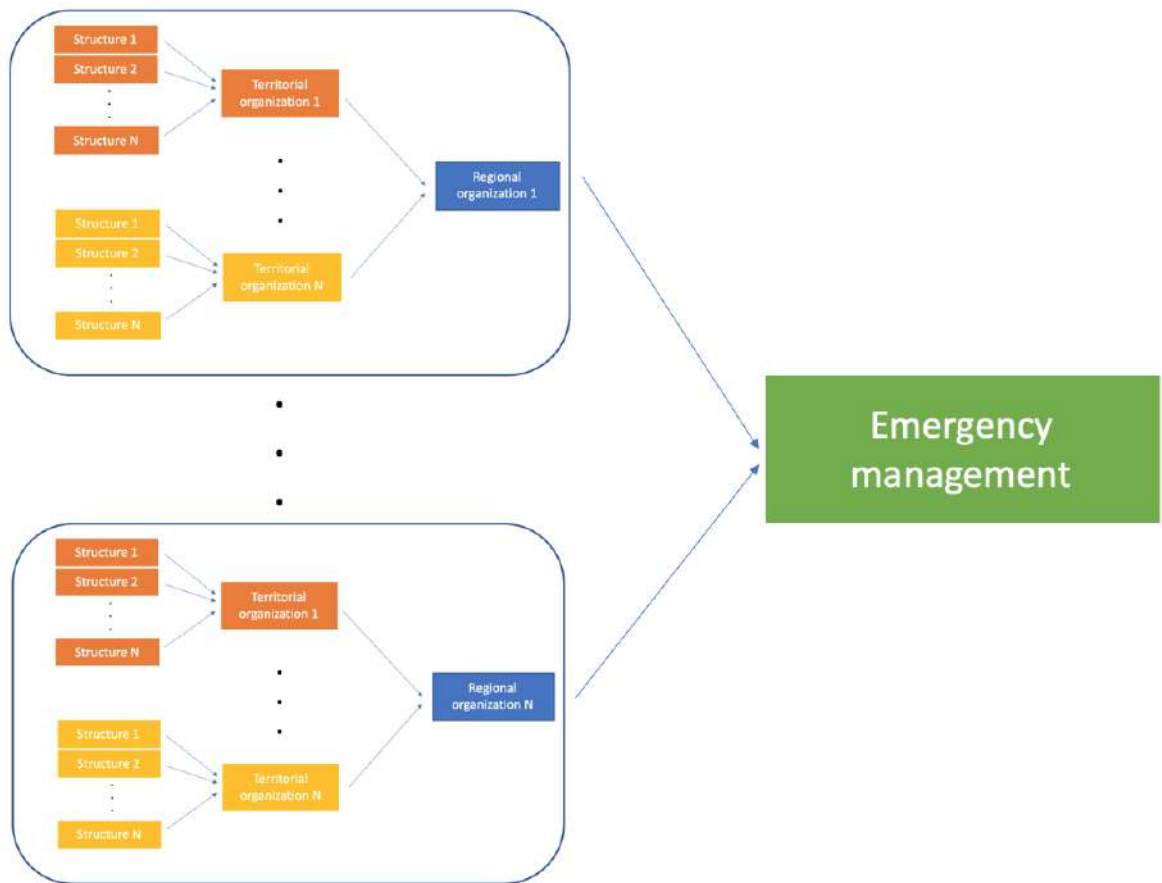 Structure 1
Structure 2
Structure N
Territorial
organization 1
Structure 1
Structure 2
Structure N
Territorial
organization N
Regional
organization 1
Structure 1
Structure 2
Structure N
Territorial
organization 1
Structure 1
Structure 2
Structure N
Territorial
organization N
Regional
organization N
Emergency
management